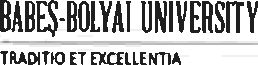 BABEŞ-BOLYAI UNIVERSITY
TRADITIO ET EXCELLENTIA